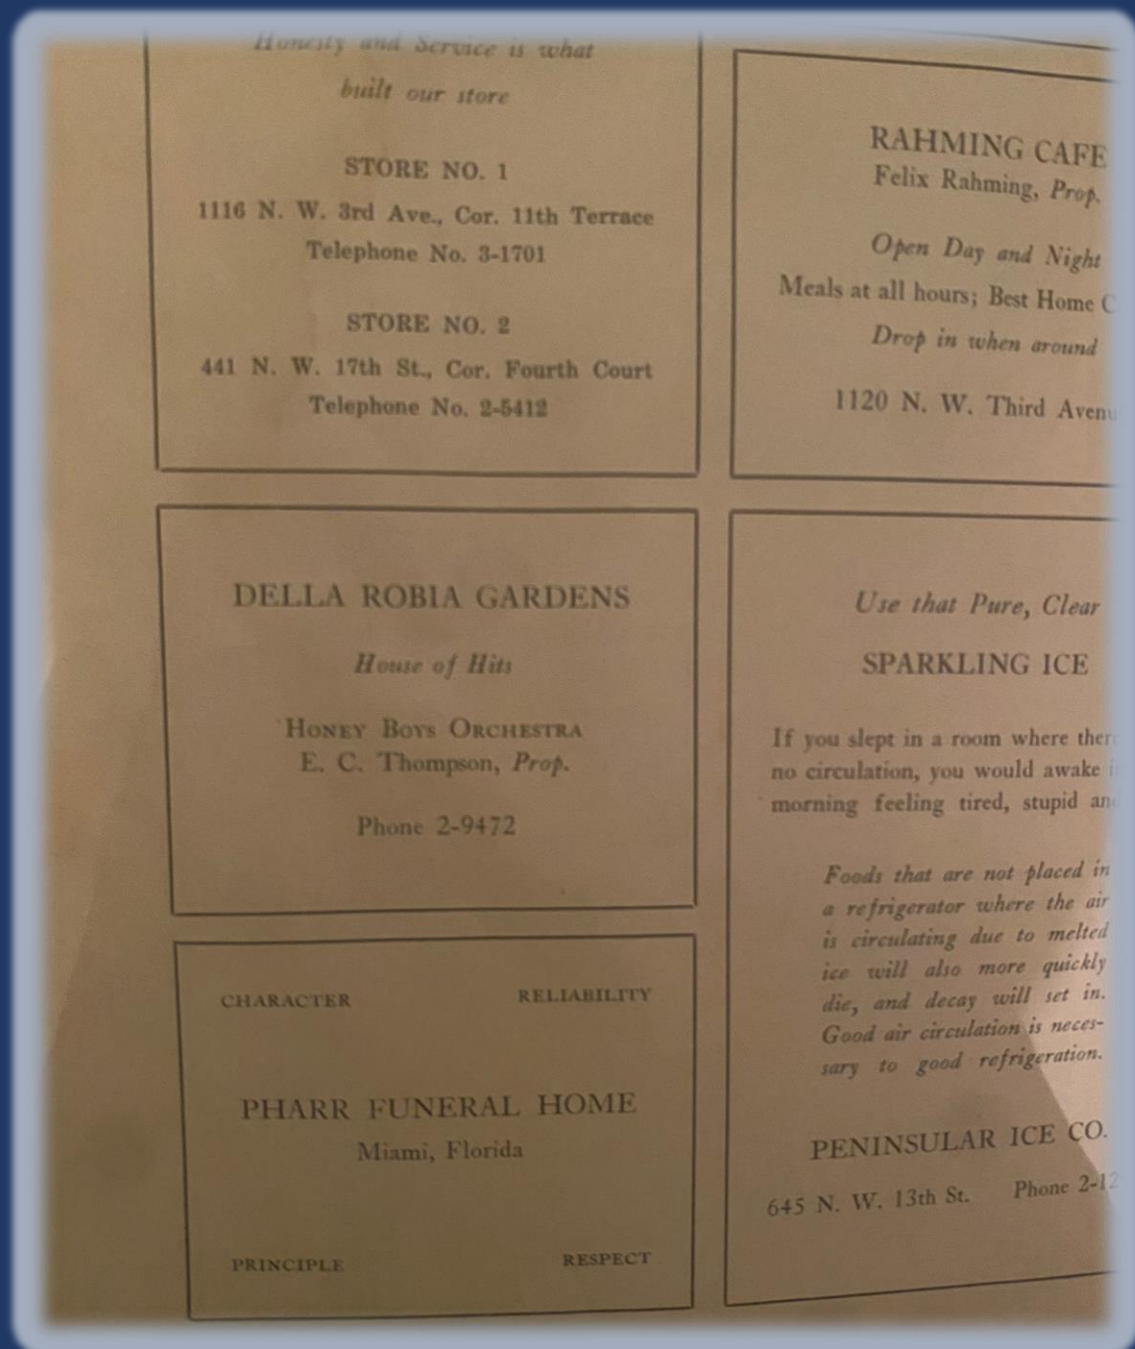 Honesty and Service is what
built our store
STORE NO. 1
1116 N. W. 3rd Ave., Cor. 11th Terrace
Telephone No. 3-1701
STORE NO. 2
441 N. W. 17th St., Cor. Fourth Court
Telephone No. 2-5412
RAHMING CAFE
Felix Rahming, Prop.
Open Day and Night
Meals at all hours; Best Home
Drop in when around
1120 N. W. Third
DELLA ROBIA GARDENS
House of Hits
HONEY BOYS ORCHESTRA
E. C. Thompson, Prop.
Phone 2-9472
Use that Pure, Clear
SPARKLING ICE
If you slept in a room where
no circulation, you would awake
morning feeling tired, stupid
Foods that are not placed in
a refrigerator where the air
is circulating due to melted
ice will also more quickly
die, and decay will set in.
Good air circulation is neces-
sary to good refrigeration.
PENINSULAR ICE CO.
645 N. W. 13th St. Phone
CHARACTER RELIABILITY
PHARR FUNERAL HOME
Miami, Florida
PRINCIPLE RESPECT